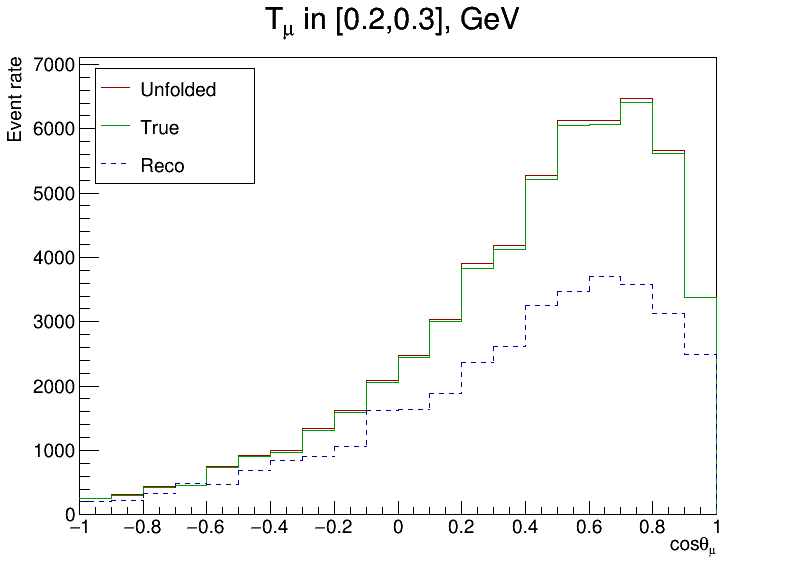 Tμ in [0.2,0.3], GeV
Event rate
7000
6000
5000
4000
3000
2000
1000
0
Unfolded
True
Reco
−1 −0.8 −0.6 −0.4 −0.2 0 0.2 0.4 0.6 0.8 1
cosθμ